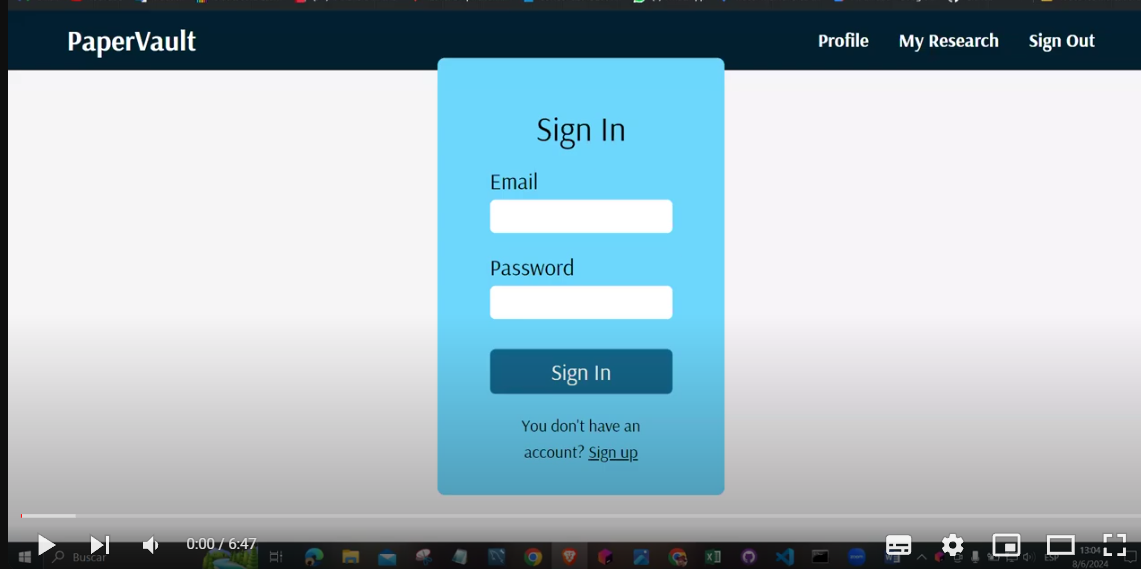 PaperVault
Profile
My Research
Sign Out
Sign In
Email
Password
Sign In
You don't have an
account? Sign up
0:00 / 6:47
Buscar
ESP
13:04
8/6/2024